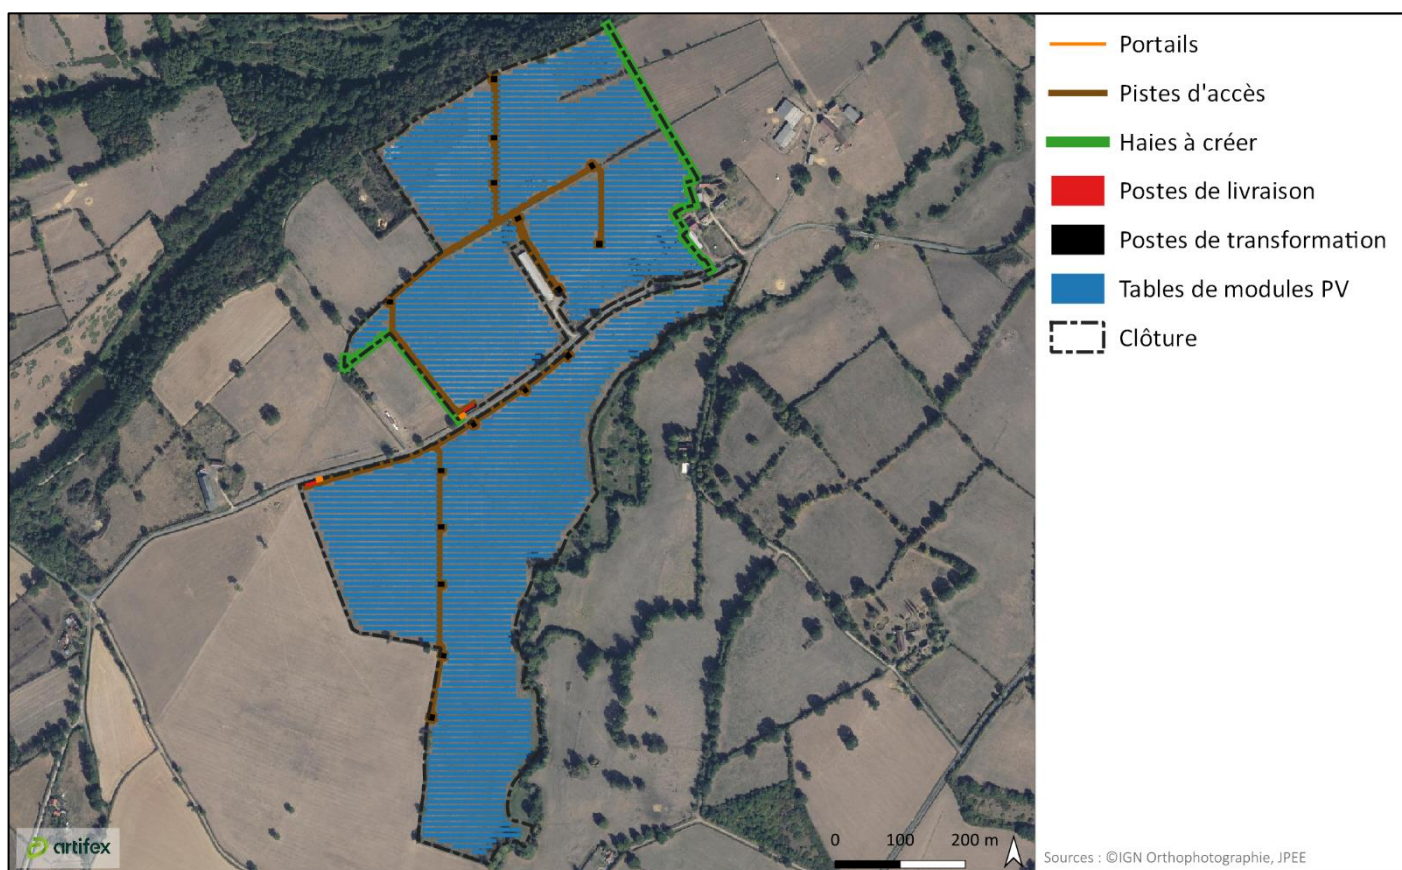 Portails
Pistes d'accès
Haies à créer
Postes de livraison
Postes de transformation
Tables de modules PV
Clôture
0 100 200 m
artifex
Sources : ©IGN Orthophotographie, JPEE